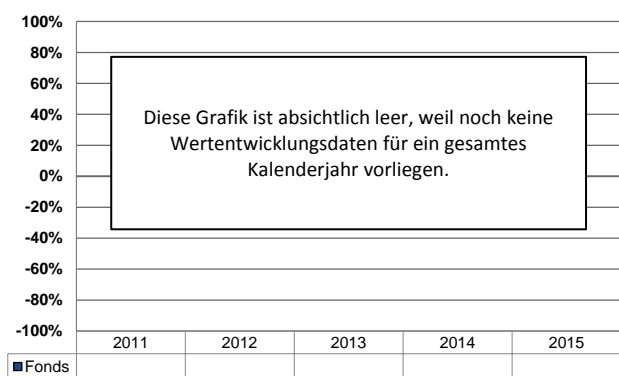 100%
80%
60%
40%
20%
0%
-20%
-40%
-60%
-80%
-100%
Diese Grafik ist absichtlich leer, weil noch keine
Wertentwicklungsdaten für ein gesamtes
Kalenderjahr vorliegen.
2011 2012 2013 2014 2015
Fonds